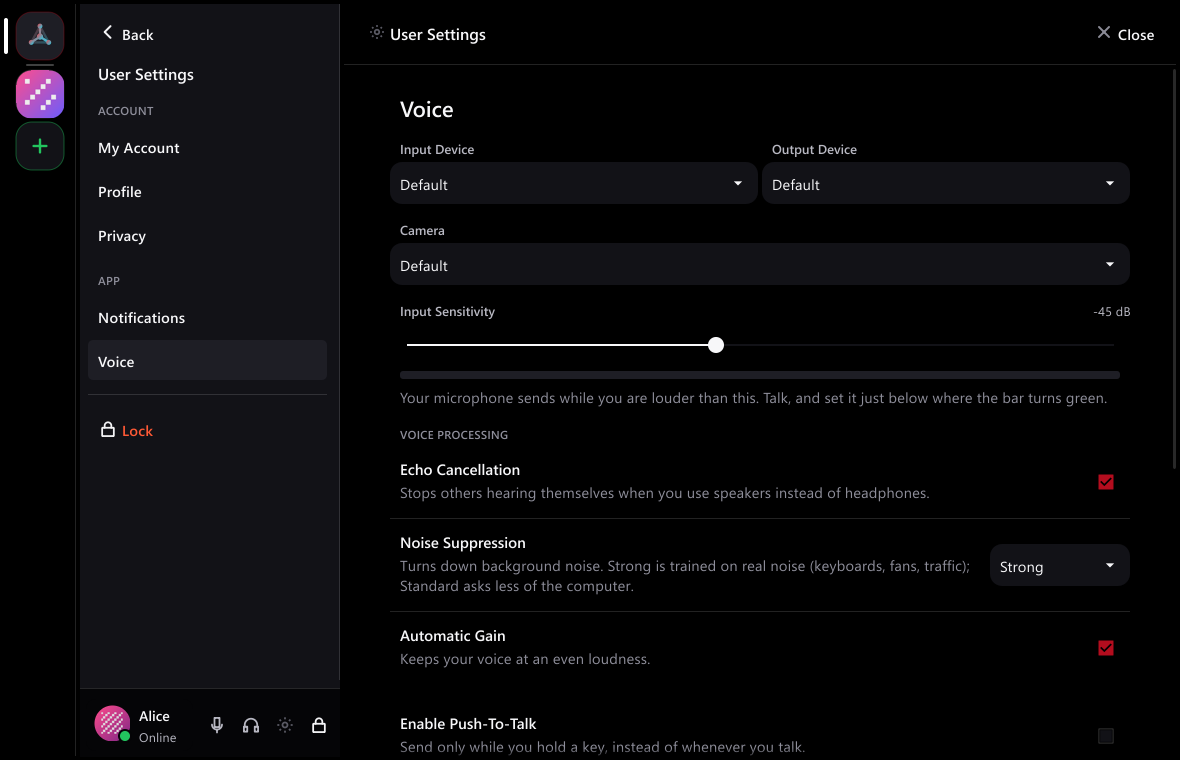 Back
User Settings
ACCOUNT
My Account
Profile
Privacy
APP
Notifications
Voice
Lock
Alice
Online
User Settings
Close
Voice
Input Device
Output Device
Default
Default
Camera
Default
Input Sensitivity
-45 dB
Your microphone sends while you are louder than this. Talk, and set it just below where the bar turns green.
VOICE PROCESSING
Echo Cancellation
Stops others hearing themselves when you use speakers instead of headphones.
Noise Suppression
Turns down background noise. Strong is trained on real noise (keyboards, fans, traffic);
Standard asks less of the computer.
Strong
Automatic Gain
Keeps your voice at an even loudness.
Enable Push-To-Talk
Send only while you hold a key, instead of whenever you talk.